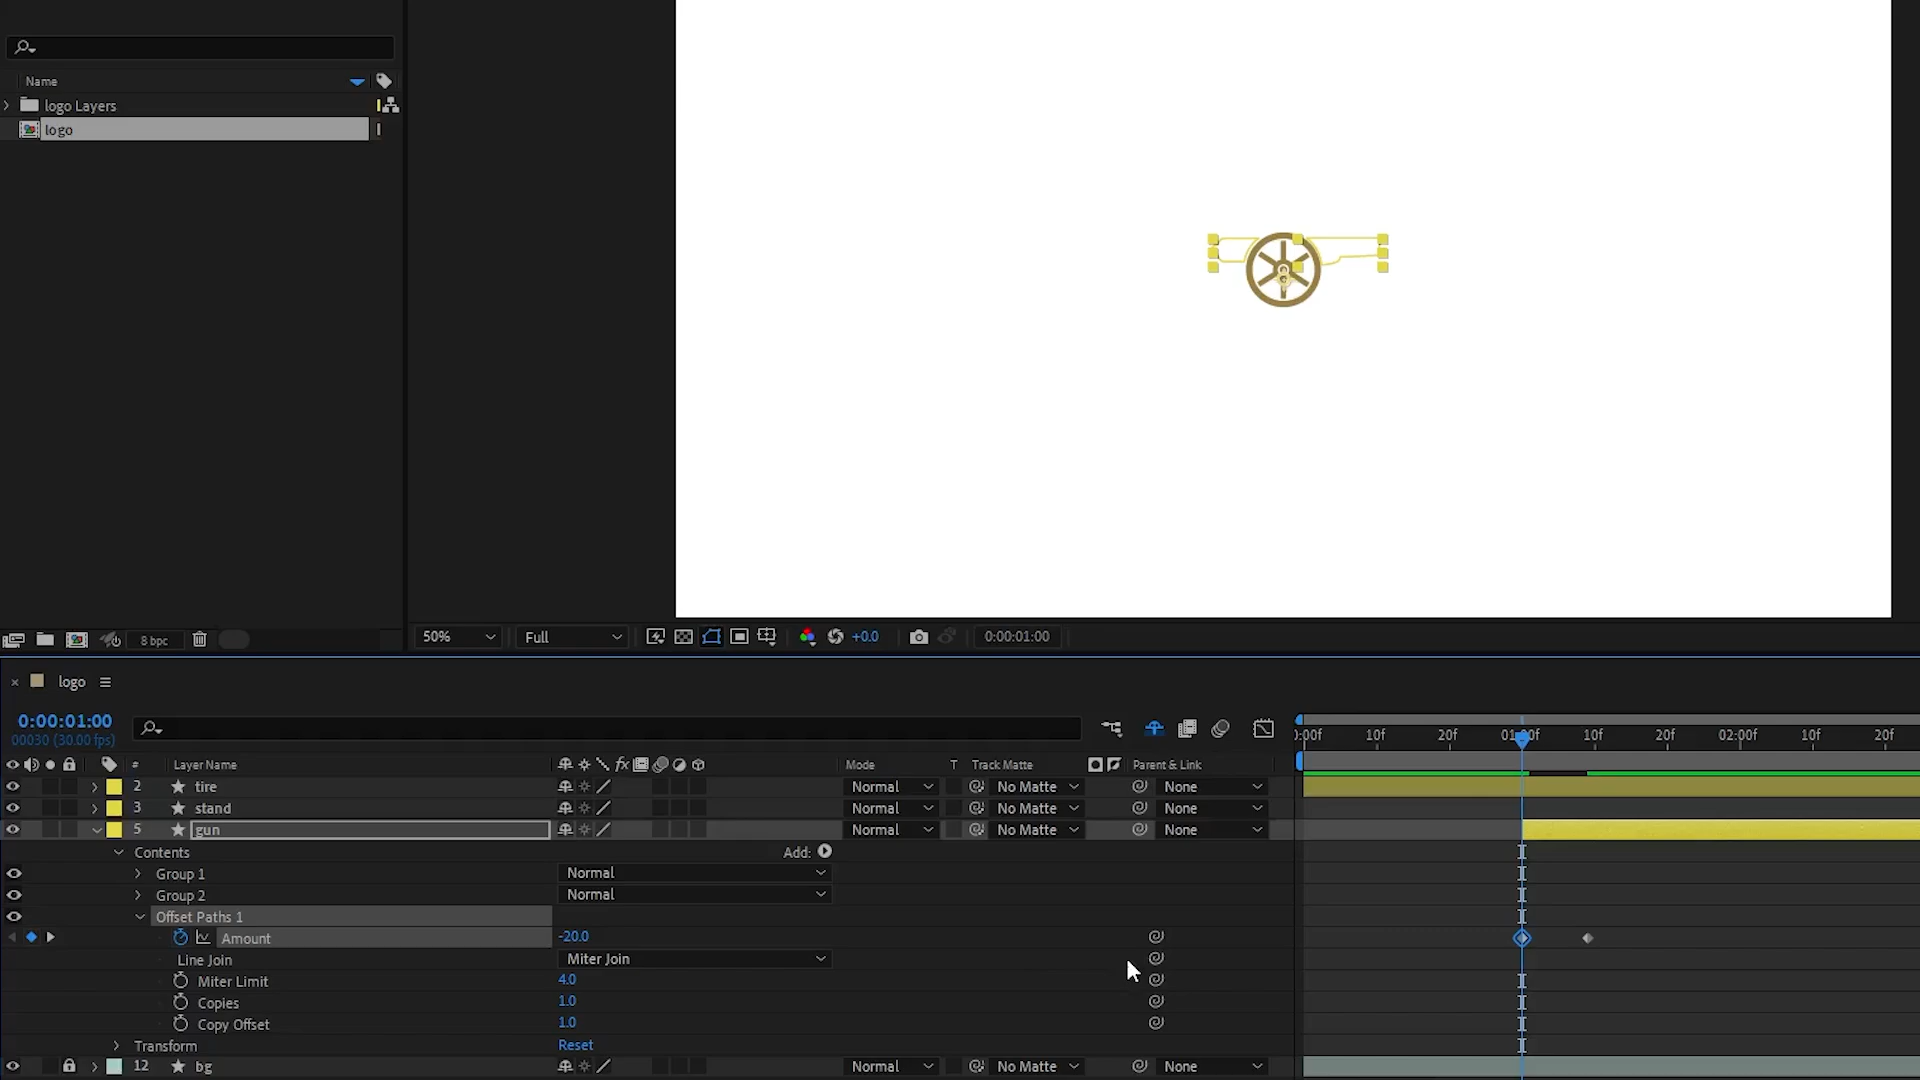 Name
logo Layers
logo
8 bpc
50%
Full
+0.0
0:00:01:00
logo
0:00:01:00
00030 (30.00 fps)
):00f 10f 20f 01:00f 10f 20f 02:00f 10f 20f
# Layer Name fx Mode T Track Matte Parent & Link
2 tire Normal No Matte None
3 stand Normal No Matte None
5 gun Normal No Matte None
Contents Add:
Group 1 Normal
Group 2 Normal
Offset Paths 1
Amount -20.0
Line Join Miter Join
Miter Limit 4.0
Copies 1.0
Copy Offset 1.0
Transform Reset
12 bg Normal No Matte None